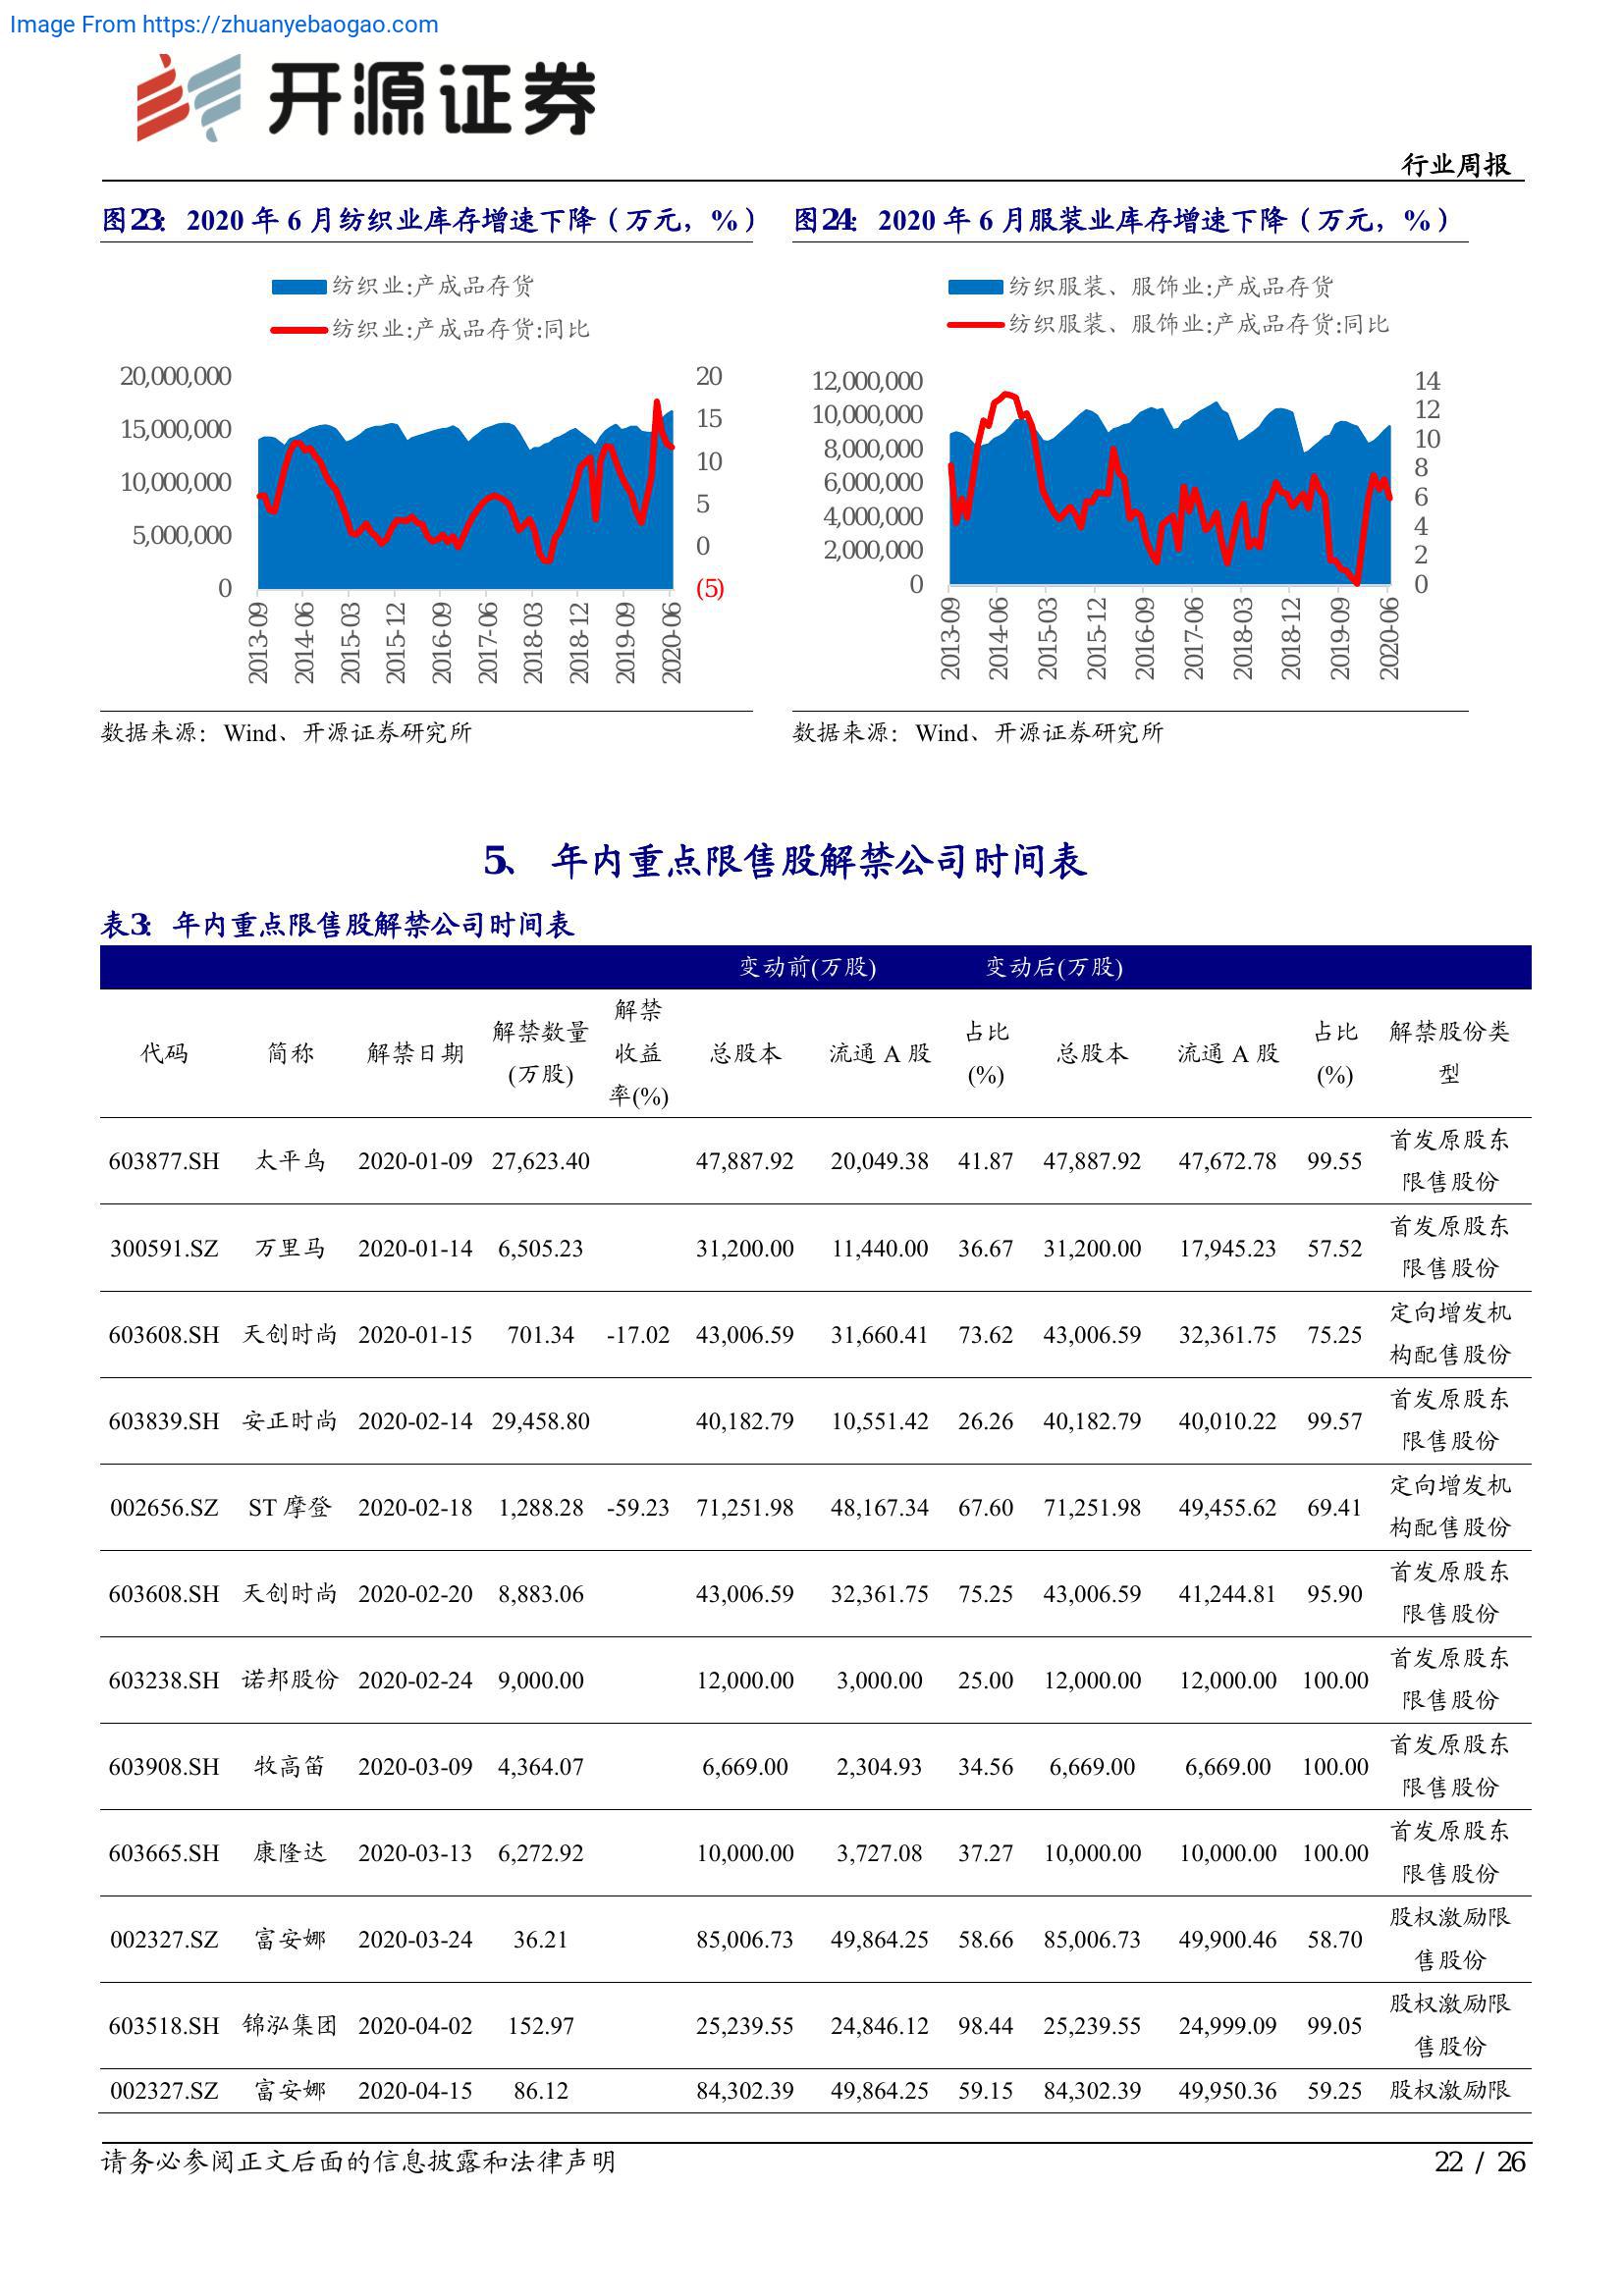 Image From https://zhuanyebaogao.com
开源证券
行业周报
图23： 2020 年 6 月纺织业库存增速下降（万元，%）
纺织业:产成品存货
纺织业:产成品存货:同比
20,000,000
15,000,000
10,000,000
5,000,000
0
20
15
10
5
0
(5)
2013-09
2014-06
2015-03
2015-12
2016-09
2017-06
2018-03
2018-12
2019-09
2020-06
数据来源：Wind、开源证券研究所
图24： 2020 年 6 月服装业库存增速下降（万元，%）
纺织服装、服饰业:产成品存货
纺织服装、服饰业:产成品存货:同比
12,000,000
10,000,000
8,000,000
6,000,000
4,000,000
2,000,000
0
14
12
10
8
6
4
2
0
2013-09
2014-06
2015-03
2015-12
2016-09
2017-06
2018-03
2018-12
2019-09
2020-06
数据来源：Wind、开源证券研究所
5、 年内重点限售股解禁公司时间表
表3： 年内重点限售股解禁公司时间表
变动前(万股) 变动后(万股)
代码 简称 解禁日期 解禁数量(万股) 解禁收益率(%) 总股本 流通 A 股 占比(%) 总股本 流通 A 股 占比(%) 解禁股份类型
603877.SH 太平鸟 2020-01-09 27,623.40 47,887.92 20,049.38 41.87 47,887.92 47,672.78 99.55 首发原股东限售股份
300591.SZ 万里马 2020-01-14 6,505.23 31,200.00 11,440.00 36.67 31,200.00 17,945.23 57.52 首发原股东限售股份
603608.SH 天创时尚 2020-01-15 701.34 -17.02 43,006.59 31,660.41 73.62 43,006.59 32,361.75 75.25 定向增发机构配售股份
603839.SH 安正时尚 2020-02-14 29,458.80 40,182.79 10,551.42 26.26 40,182.79 40,010.22 99.57 首发原股东限售股份
002656.SZ ST 摩登 2020-02-18 1,288.28 -59.23 71,251.98 48,167.34 67.60 71,251.98 49,455.62 69.41 定向增发机构配售股份
603608.SH 天创时尚 2020-02-20 8,883.06 43,006.59 32,361.75 75.25 43,006.59 41,244.81 95.90 首发原股东限售股份
603238.SH 诺邦股份 2020-02-24 9,000.00 12,000.00 3,000.00 25.00 12,000.00 12,000.00 100.00 首发原股东限售股份
603908.SH 牧高笛 2020-03-09 4,364.07 6,669.00 2,304.93 34.56 6,669.00 6,669.00 100.00 首发原股东限售股份
603665.SH 康隆达 2020-03-13 6,272.92 10,000.00 3,727.08 37.27 10,000.00 10,000.00 100.00 首发原股东限售股份
002327.SZ 富安娜 2020-03-24 36.21 85,006.73 49,864.25 58.66 85,006.73 49,900.46 58.70 股权激励限售股份
603518.SH 锦泓集团 2020-04-02 152.97 25,239.55 24,846.12 98.44 25,239.55 24,999.09 99.05 股权激励限售股份
002327.SZ 富安娜 2020-04-15 86.12 84,302.39 49,864.25 59.15 84,302.39 49,950.36 59.25 股权激励限
请务必参阅正文后面的信息披露和法律声明
22 / 26